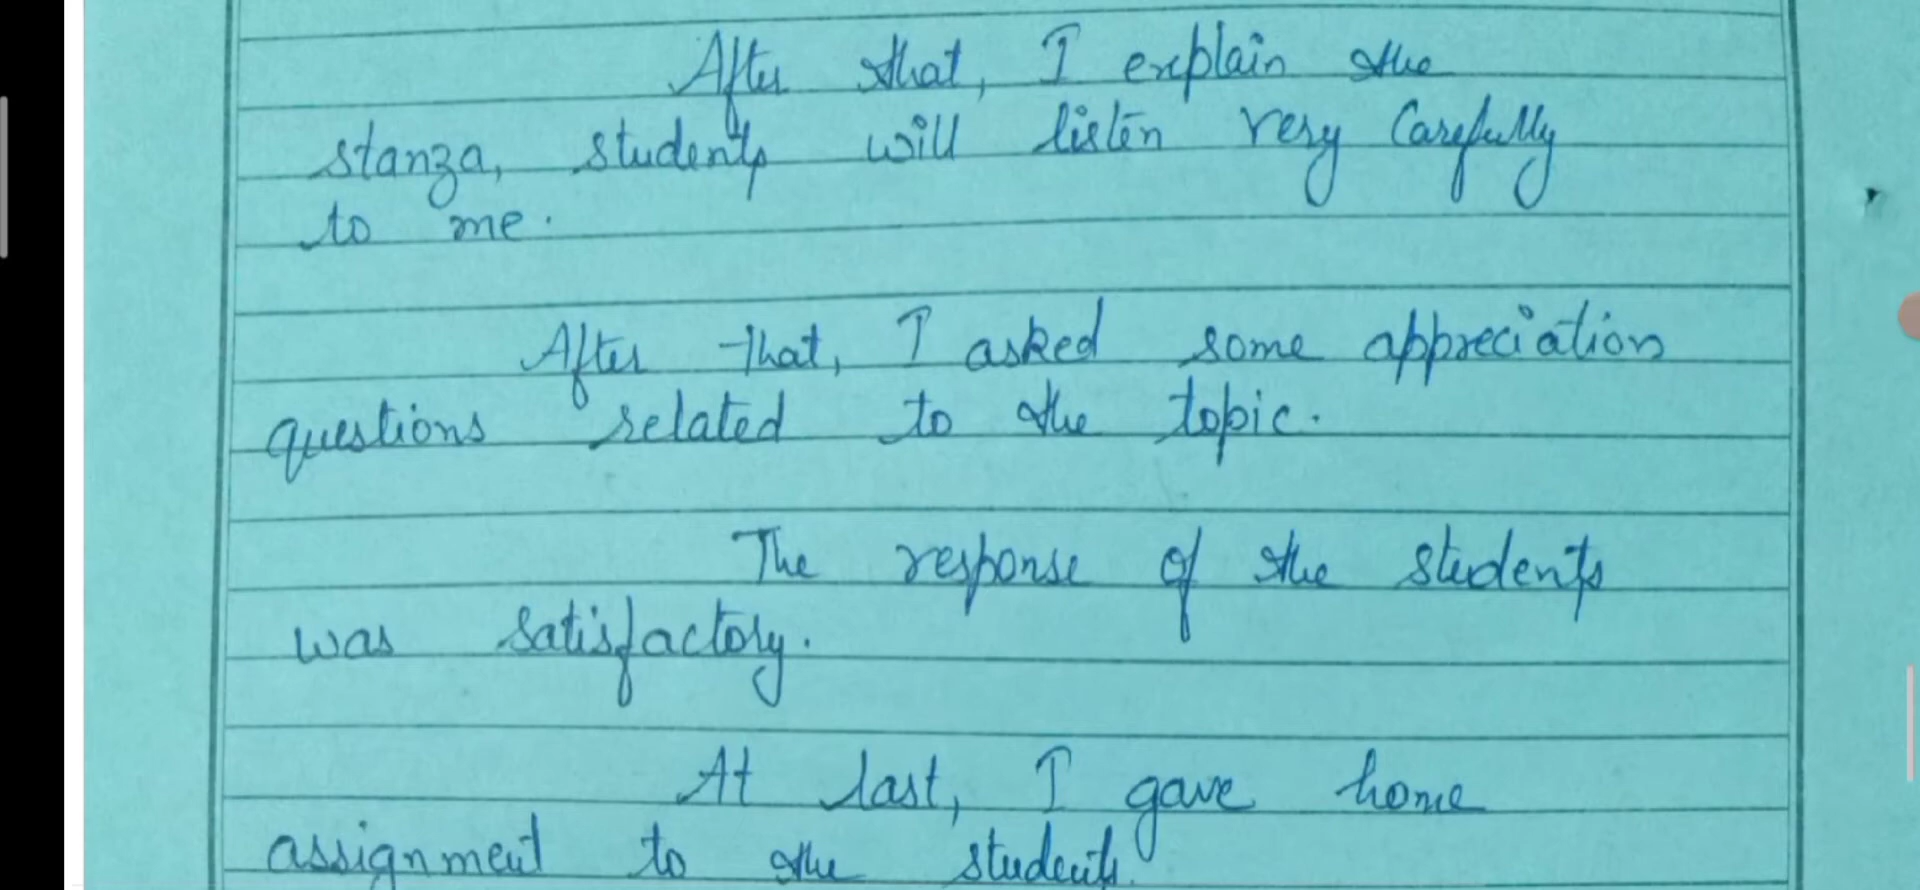 After that, I explain the
stanza, students will listen very Carefully
to me.
After that, I asked some appreciation
questions related to the topic.
The response of the students
was satisfactory.
At last, I gave home
assignment to the students.